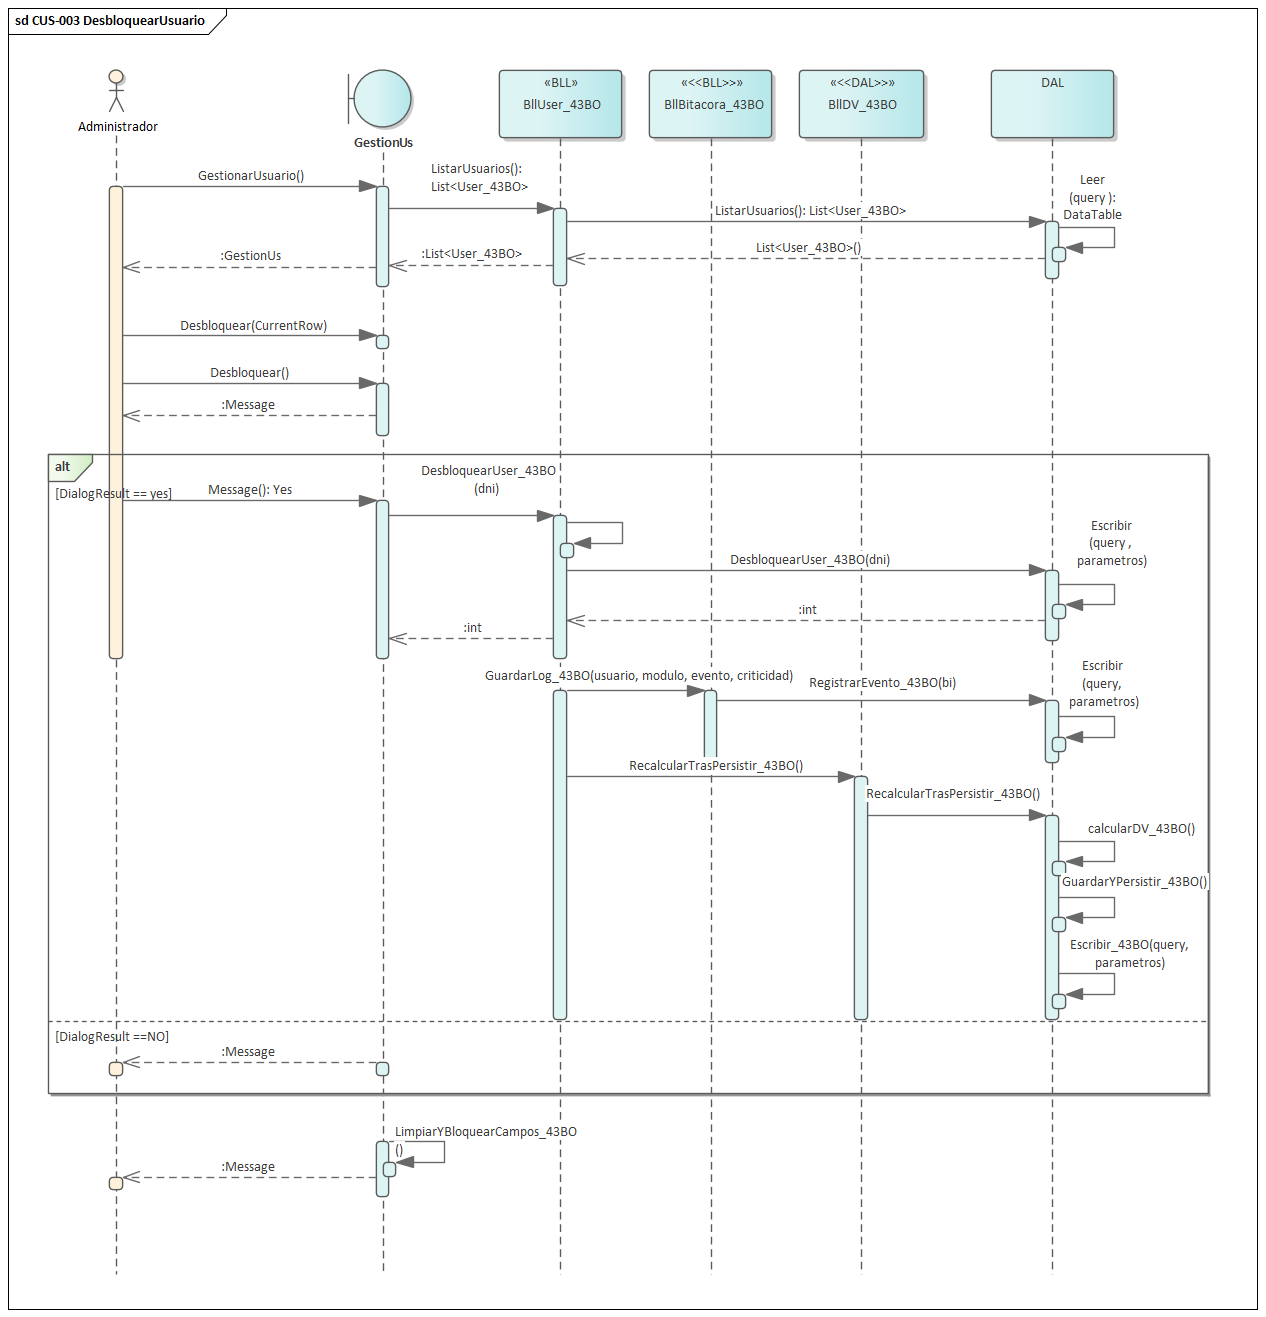 sd CUS-003 DesbloquearUsuario
Administrador
GestionUs
«BLL»
BllUser_43BO
«<<BLL>>»
BllBitacora_43BO
«<<DAL>>»
BllDV_43BO
DAL
GestionarUsuario()
ListarUsuarios():
List<User_43BO>
ListarUsuarios(): List<User_43BO>
Leer
(query ):
DataTable
List<User_43BO>()
:List<User_43BO>
:GestionUs
Desbloquear(CurrentRow)
Desbloquear()
:Message
alt
[DialogResult == yes]
Message(): Yes
DesbloquearUser_43BO
(dni)
DesbloquearUser_43BO(dni)
Escribir
(query ,
parametros)
:int
:int
GuardarLog_43BO(usuario, modulo, evento, criticidad)
RegistrarEvento_43BO(bi)
Escribir
(query,
parametros)
RecalcularTrasPersistir_43BO()
RecalcularTrasPersistir_43BO()
calcularDV_43BO()
GuardarYPersistir_43BO()
Escribir_43BO(query,
parametros)
[DialogResult ==NO]
:Message
LimpiarYBloquearCampos_43BO
()
:Message